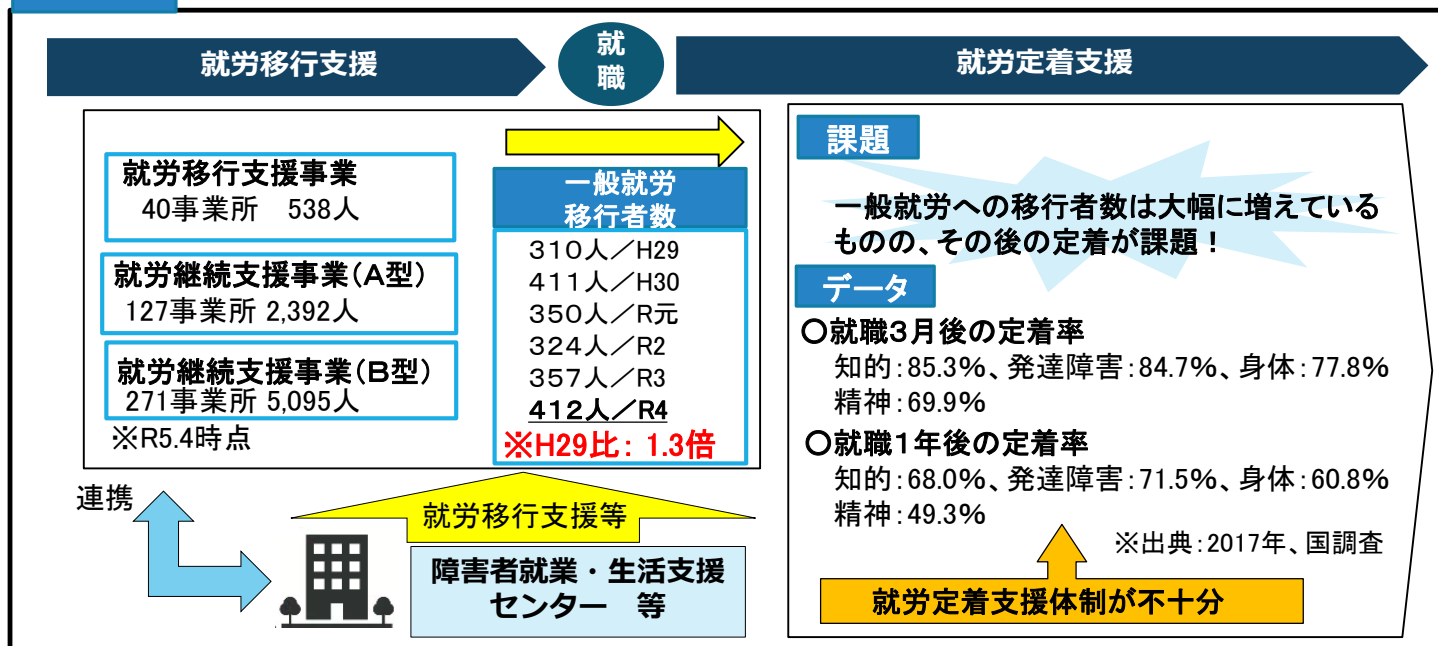 就労移行支援
就
職
就労定着支援
就労移行支援事業
40事業所　538人
就労継続支援事業（A型）
127事業所 2,392人
就労継続支援事業（B型）
271事業所 5,095人
※R5.4時点
一般就労
移行者数
310人／H29
411人／H30
350人／R元
324人／R2
357人／R3
412人／R4
※H29比：1.3倍
連携
就労移行支援等
障害者就業・生活支援
センター　等
課題
一般就労への移行者数は大幅に増えている
ものの、その後の定着が課題！
データ
○就職３月後の定着率
知的：85.3%、発達障害：84.7%、身体：77.8%
精神：69.9%
○就職１年後の定着率
知的：68.0%、発達障害：71.5%、身体：60.8%
精神：49.3%
※出典：2017年、国調査
就労定着支援体制が不十分